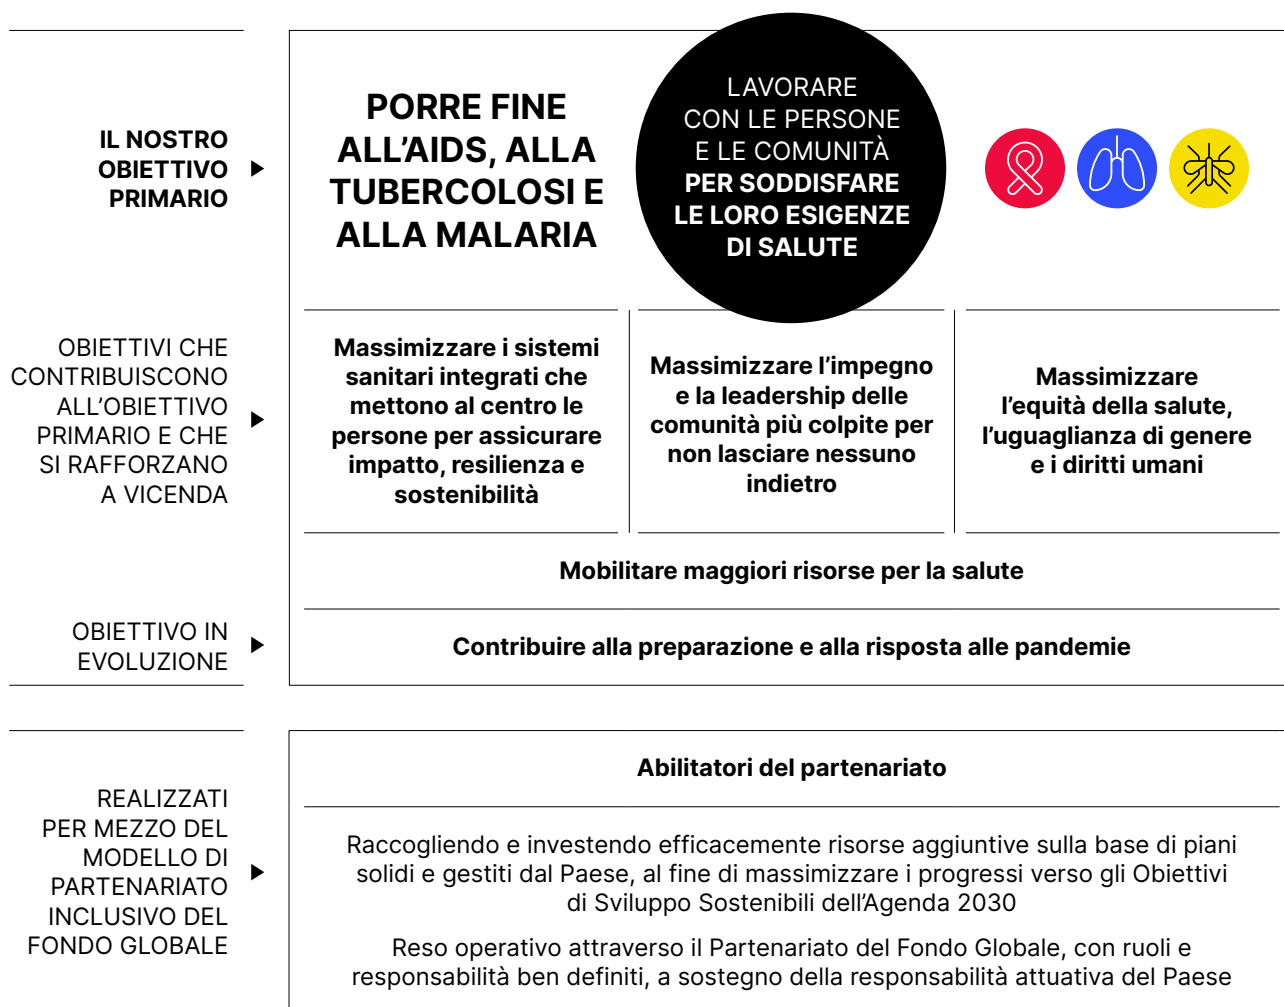 IL NOSTRO
OBIETTIVO
PRIMARIO
PORRE FINE
ALL'AIDS, ALLA
TUBERCOLOSI E
ALLA MALARIA
LAVORARE
CON LE PERSONE
E LE COMUNITÀ
PER SODDISFARE
LE LORO ESIGENZE
DI SALUTE
OBIETTIVI CHE
CONTRIBUISCONO
ALL'OBIETTIVO
PRIMARIO E CHE
SI RAFFORZANO
A VICENDA
Massimizzare i sistemi
sanitari integrati che
mettono al centro le
persone per assicurare
impatto, resilienza e
sostenibilità
Massimizzare l'impegno
e la leadership delle
comunità più colpite per
non lasciare nessuno
indietro
Massimizzare
l'equità della salute,
l'uguaglianza di genere
e i diritti umani
Mobilitare maggiori risorse per la salute
OBIETTIVO IN
EVOLUZIONE
Contribuire alla preparazione e alla risposta alle pandemie
REALIZZATI
PER MEZZO DEL
MODELLO DI
PARTENARIATO
INCLUSIVO DEL
FONDO GLOBALE
Abilitatori del partenariato
Raccogliendo e investendo efficacemente risorse aggiuntive sulla base di piani
solidi e gestiti dal Paese, al fine di massimizzare i progressi verso gli Obiettivi
di Sviluppo Sostenibili dell'Agenda 2030
Reso operativo attraverso il Partenariato del Fondo Globale, con ruoli e
responsabilità ben definiti, a sostegno della responsabilità attuativa del Paese